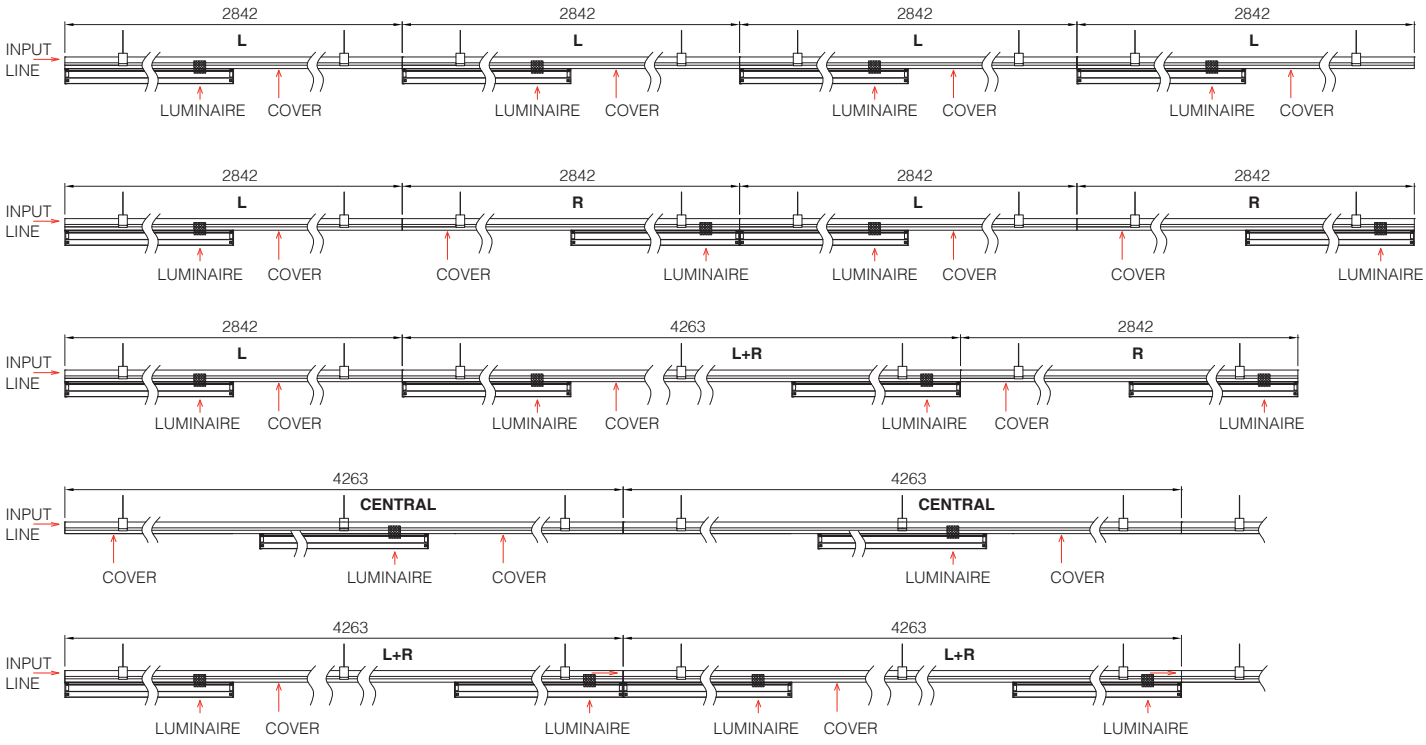 2842 2842 2842 2842
L L L L
INPUT
LINE
LUMINAIRE COVER LUMINAIRE COVER LUMINAIRE COVER LUMINAIRE COVER
2842 2842 2842 2842
L R L R
INPUT
LINE
LUMINAIRE COVER COVER LUMINAIRE LUMINAIRE COVER COVER LUMINAIRE
2842 4263 2842
L L+R R
INPUT
LINE
LUMINAIRE COVER LUMINAIRE COVER LUMINAIRE COVER LUMINAIRE
4263 4263
CENTRAL CENTRAL
INPUT
LINE
COVER LUMINAIRE COVER LUMINAIRE COVER
4263 4263
L+R L+R
INPUT
LINE
LUMINAIRE COVER LUMINAIRE LUMINAIRE COVER LUMINAIRE